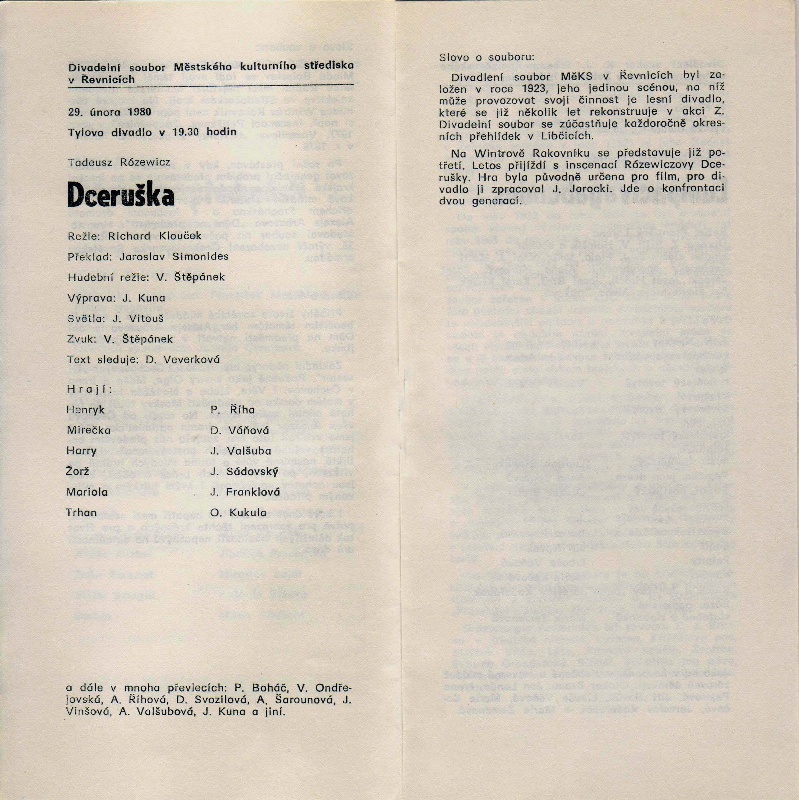 Divadelní soubor Městského kulturního střediska
v Řevnicích
29. února 1980
Tylova divadlo v 19.30 hodin
Tadeusz Rózewicz
Dceruška
Režie: Richard Klouček
Překlad: Jaroslav Simonides
Hudební režie: V. Štěpánek
Výprava: J. Kuna
Světla: J. Vitouš
Zvuk: V. Štěpánek
Text sleduje: D. Veverková
Hrají:
Henryk P. Říha
Mirečka D. Váňová
Harry J. Valšuba
Žorž J. Sádovský
Mariola J. Franklová
Trhan O. Kukula
a dále v mnoha převlecích: P. Boháč, V. Ondře-
jovská, A. Říhová, D. Svozilová, A. Šarounová, J.
Vinšová, A. Valšubová, J. Kuna a jiní.
Slovo o souboru:
Divadlení soubor MěKS v Řevnicích byl za-
ložen v roce 1923, jeho jedinou scénou, na níž
může provozovat svoji činnost je lesní divadlo,
které se již několik let rekonstruuje v akci Z.
Divadelní soubor se zúčastňuje každoročně okres-
ních přehlídek v Libčicích.
Na Wintrově Rakovníku se představuje již po-
třetí. Letos přijíždí s inscenací Rózewiczovy Dce-
rušky. Hra byla původně určena pro film, pro di-
vadlo ji zpracoval J. Jarocki. Jde o konfrontaci
dvou generací.